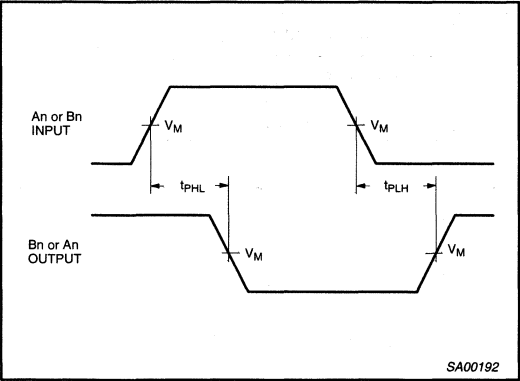 An or Bn
INPUT
VM
VM
tPHL
tPLH
Bn or An
OUTPUT
VM
VM
SA00192